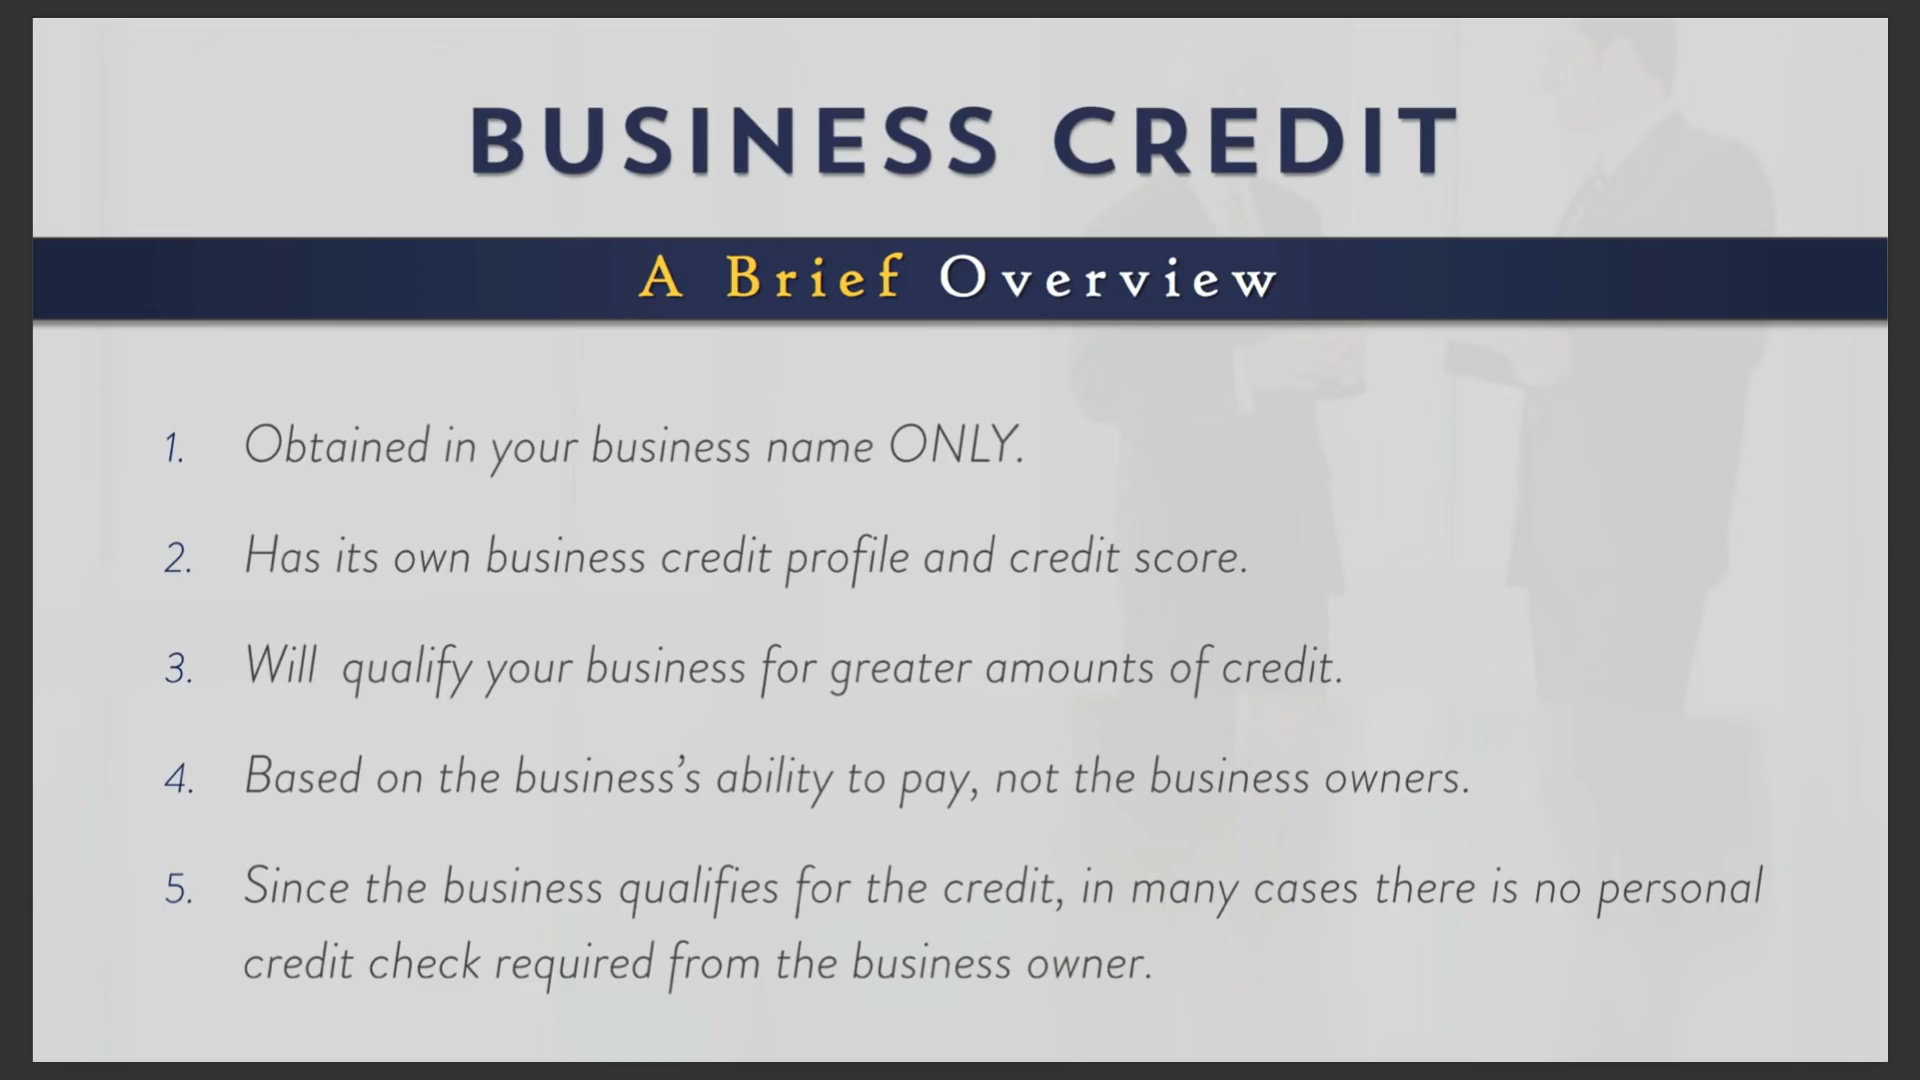 BUSINESS CREDIT
A Brief Overview
1. Obtained in your business name ONLY.
2. Has its own business credit profile and credit score.
3. Will qualify your business for greater amounts of credit.
4. Based on the business’s ability to pay, not the business owners.
5. Since the business qualifies for the credit, in many cases there is no personal
credit check required from the business owner.